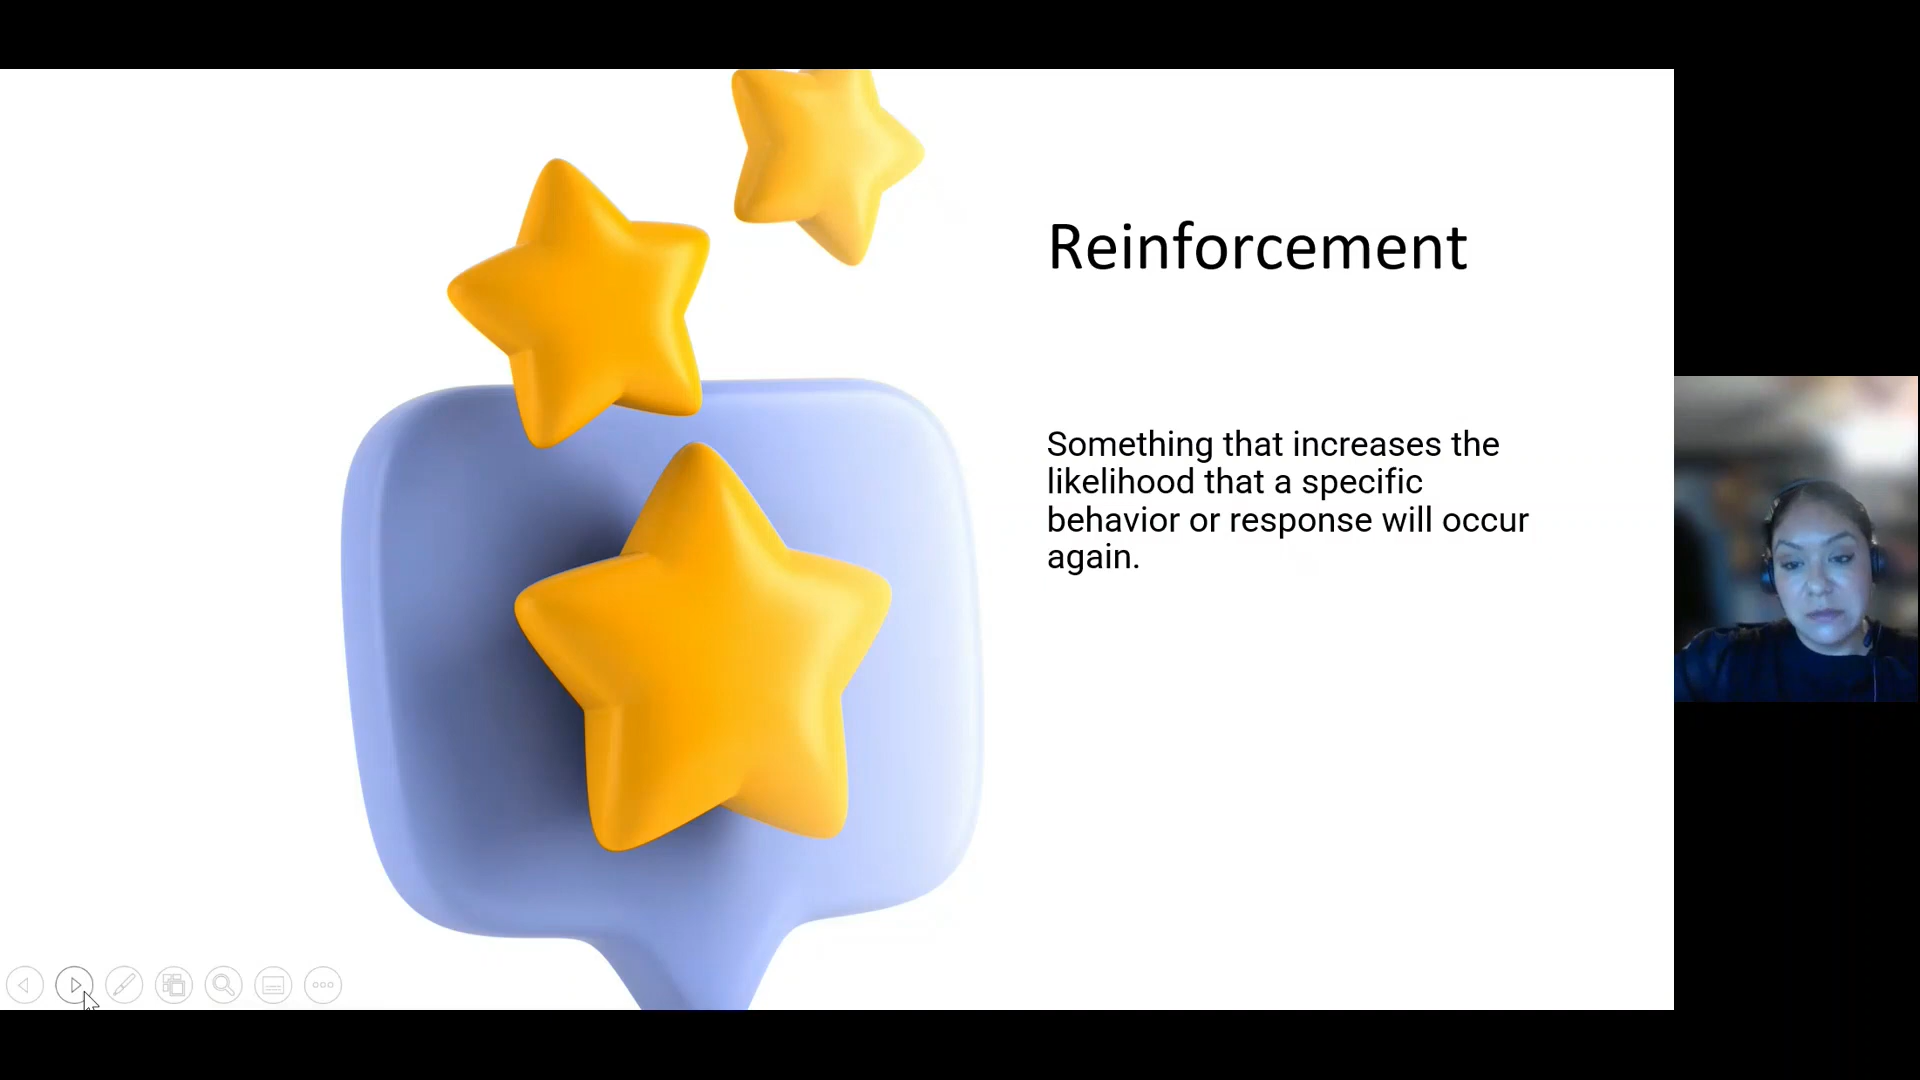 Reinforcement
Something that increases the
likelihood that a specific
behavior or response will occur
again.